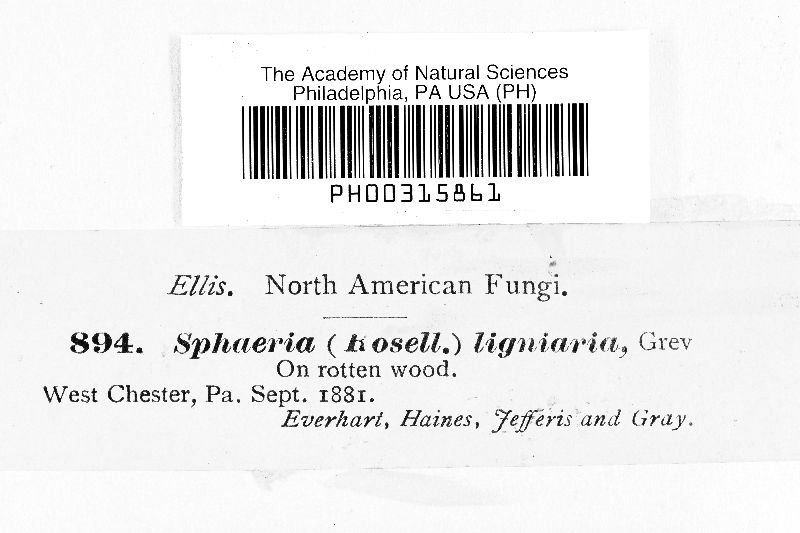 The Academy of Natural Sciences
Philadelphia, PA USA (PH)
PH00315861
Ellis. North American Fungi.
894. Sphaeria (Rosell.) ligniaria, Grev
On rotten wood.
West Chester, Pa. Sept. 1881.
Everhart, Haines, Jefferis and Gray.